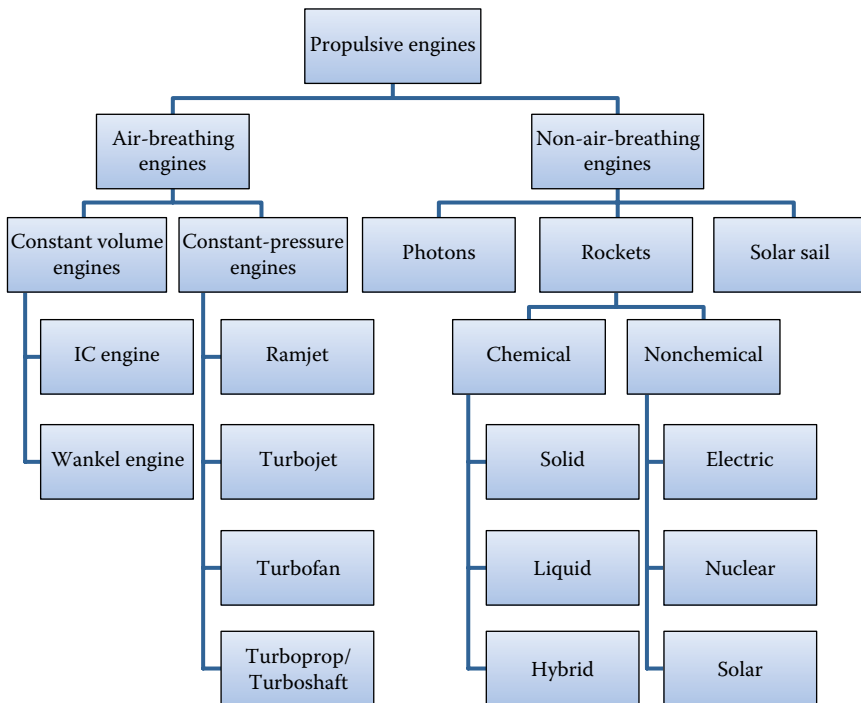 Propulsive engines
Air-breathing
engines
Non-air-breathing
engines
Constant volume
engines
Constant-pressure
engines
Photons
Rockets
Solar sail
IC engine
Ramjet
Chemical
Nonchemical
Wankel engine
Turbojet
Solid
Electric
Turbofan
Liquid
Nuclear
Turboprop/
Turboshaft
Hybrid
Solar